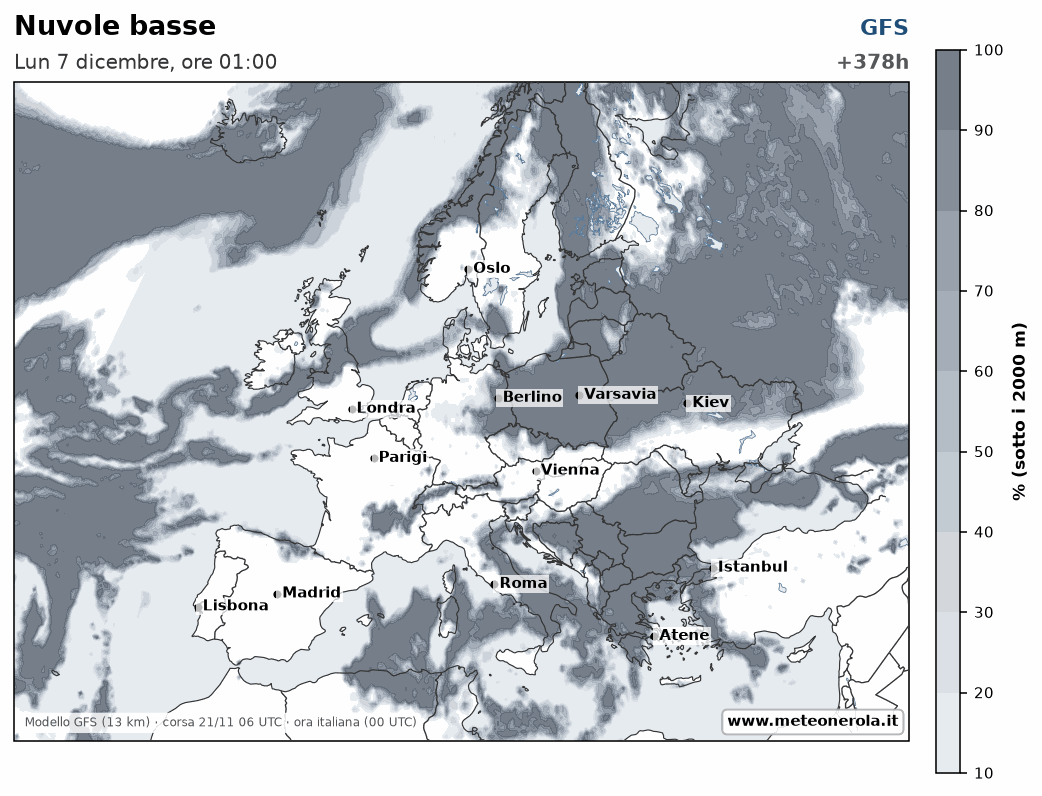 Nuvole basse
GFS
Lun 7 dicembre, ore 01:00
+378h
100
90
80
70
60
50
40
30
20
10
% (sotto i 2000 m)
Oslo
Berlino
Varsavia
Kiev
Londra
Parigi
Vienna
Istanbul
Roma
Madrid
Lisbona
Atene
Modello GFS (13 km) · corsa 21/11 06 UTC · ora italiana (00 UTC)
www.meteonerola.it